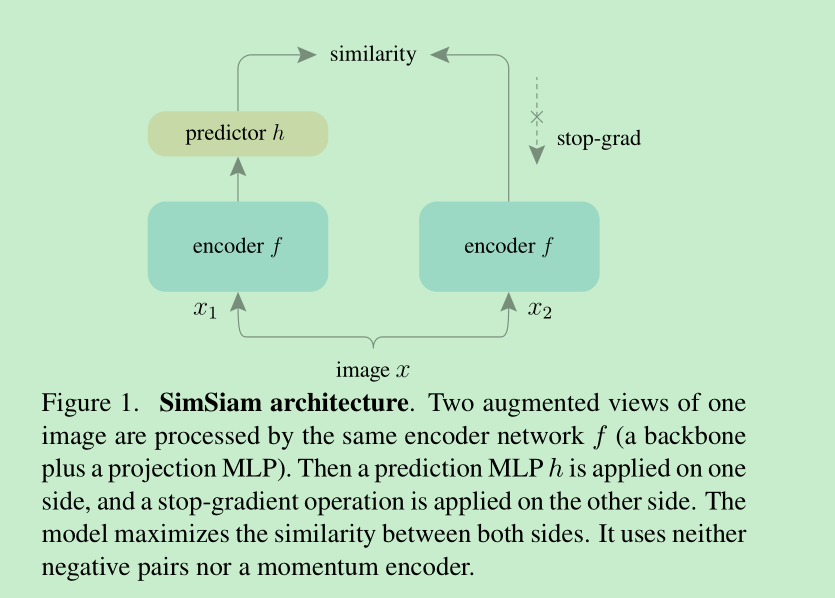 similarity
predictor h
stop-grad
encoder f
encoder f
x1
x2
image x
Figure 1. SimSiam architecture. Two augmented views of one
image are processed by the same encoder network f (a backbone
plus a projection MLP). Then a prediction MLP h is applied on one
side, and a stop-gradient operation is applied on the other side. The
model maximizes the similarity between both sides. It uses neither
negative pairs nor a momentum encoder.